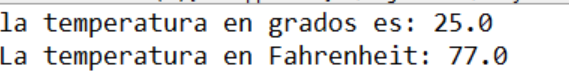 la temperatura en grados es: 25.0
La temperatura en Fahrenheit: 77.0